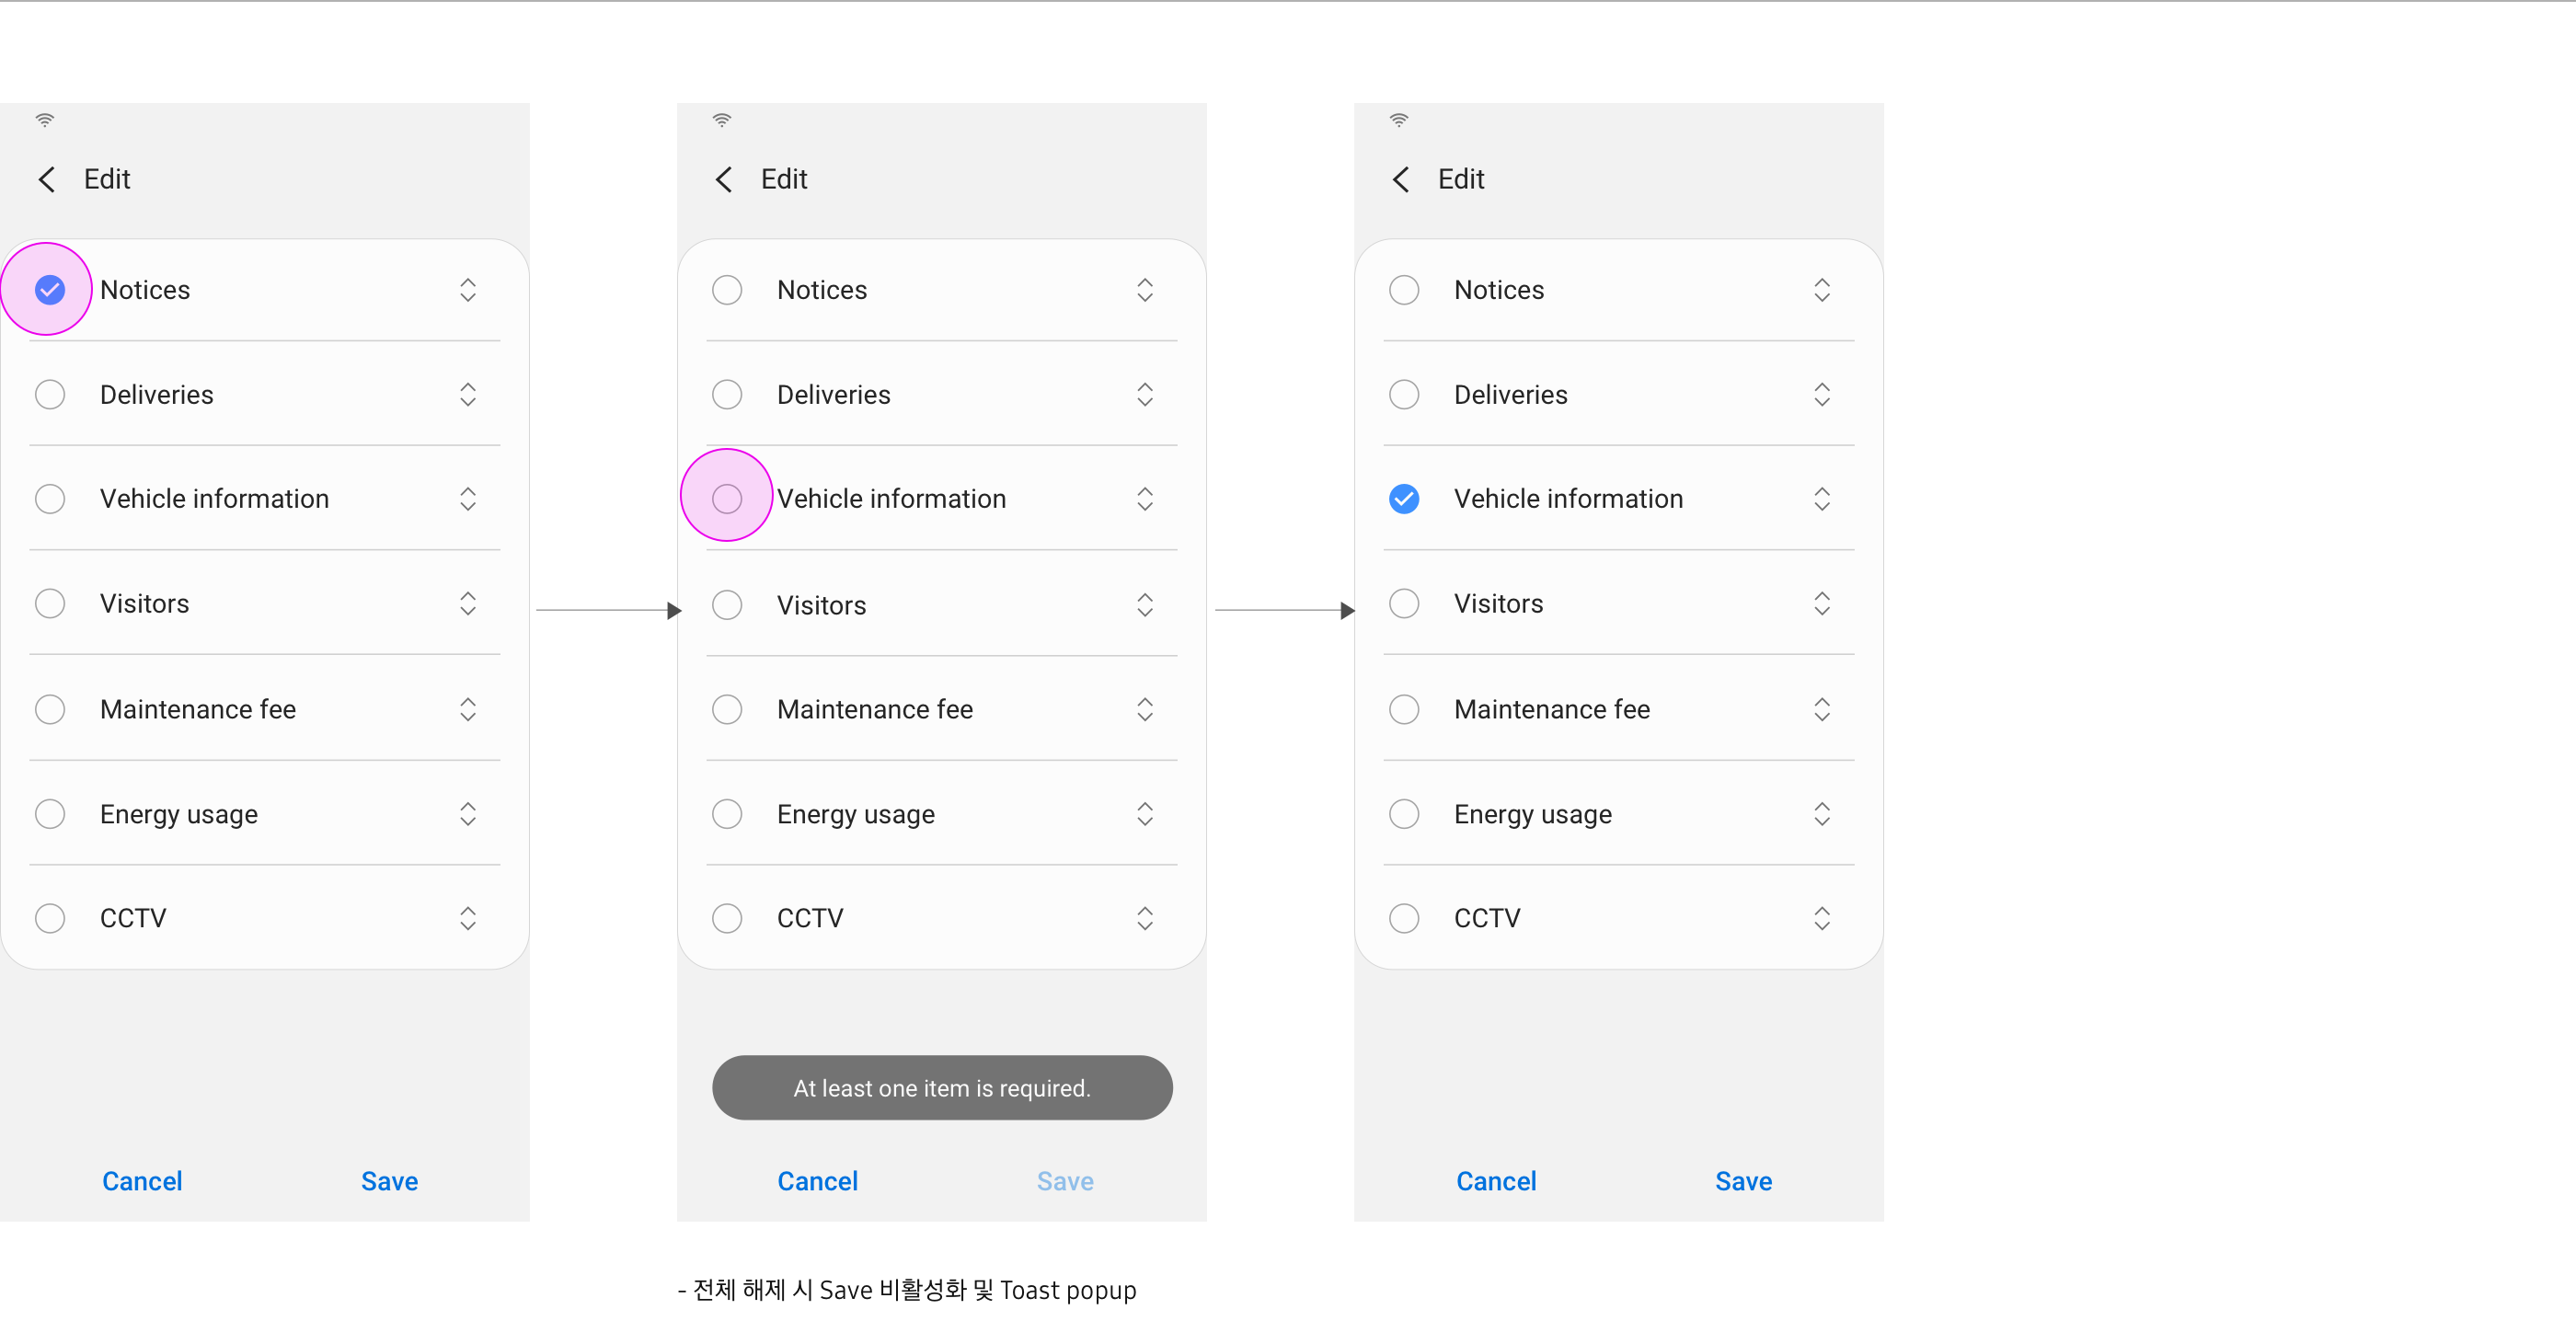 Edit
Notices
Deliveries
Vehicle information
Visitors
Maintenance fee
Energy usage
CCTV
Cancel Save
Edit
Notices
Deliveries
Vehicle information
Visitors
Maintenance fee
Energy usage
CCTV
At least one item is required.
Cancel Save
- 전체 해제 시 Save 비활성화 및 Toast popup
Edit
Notices
Deliveries
Vehicle information
Visitors
Maintenance fee
Energy usage
CCTV
Cancel Save